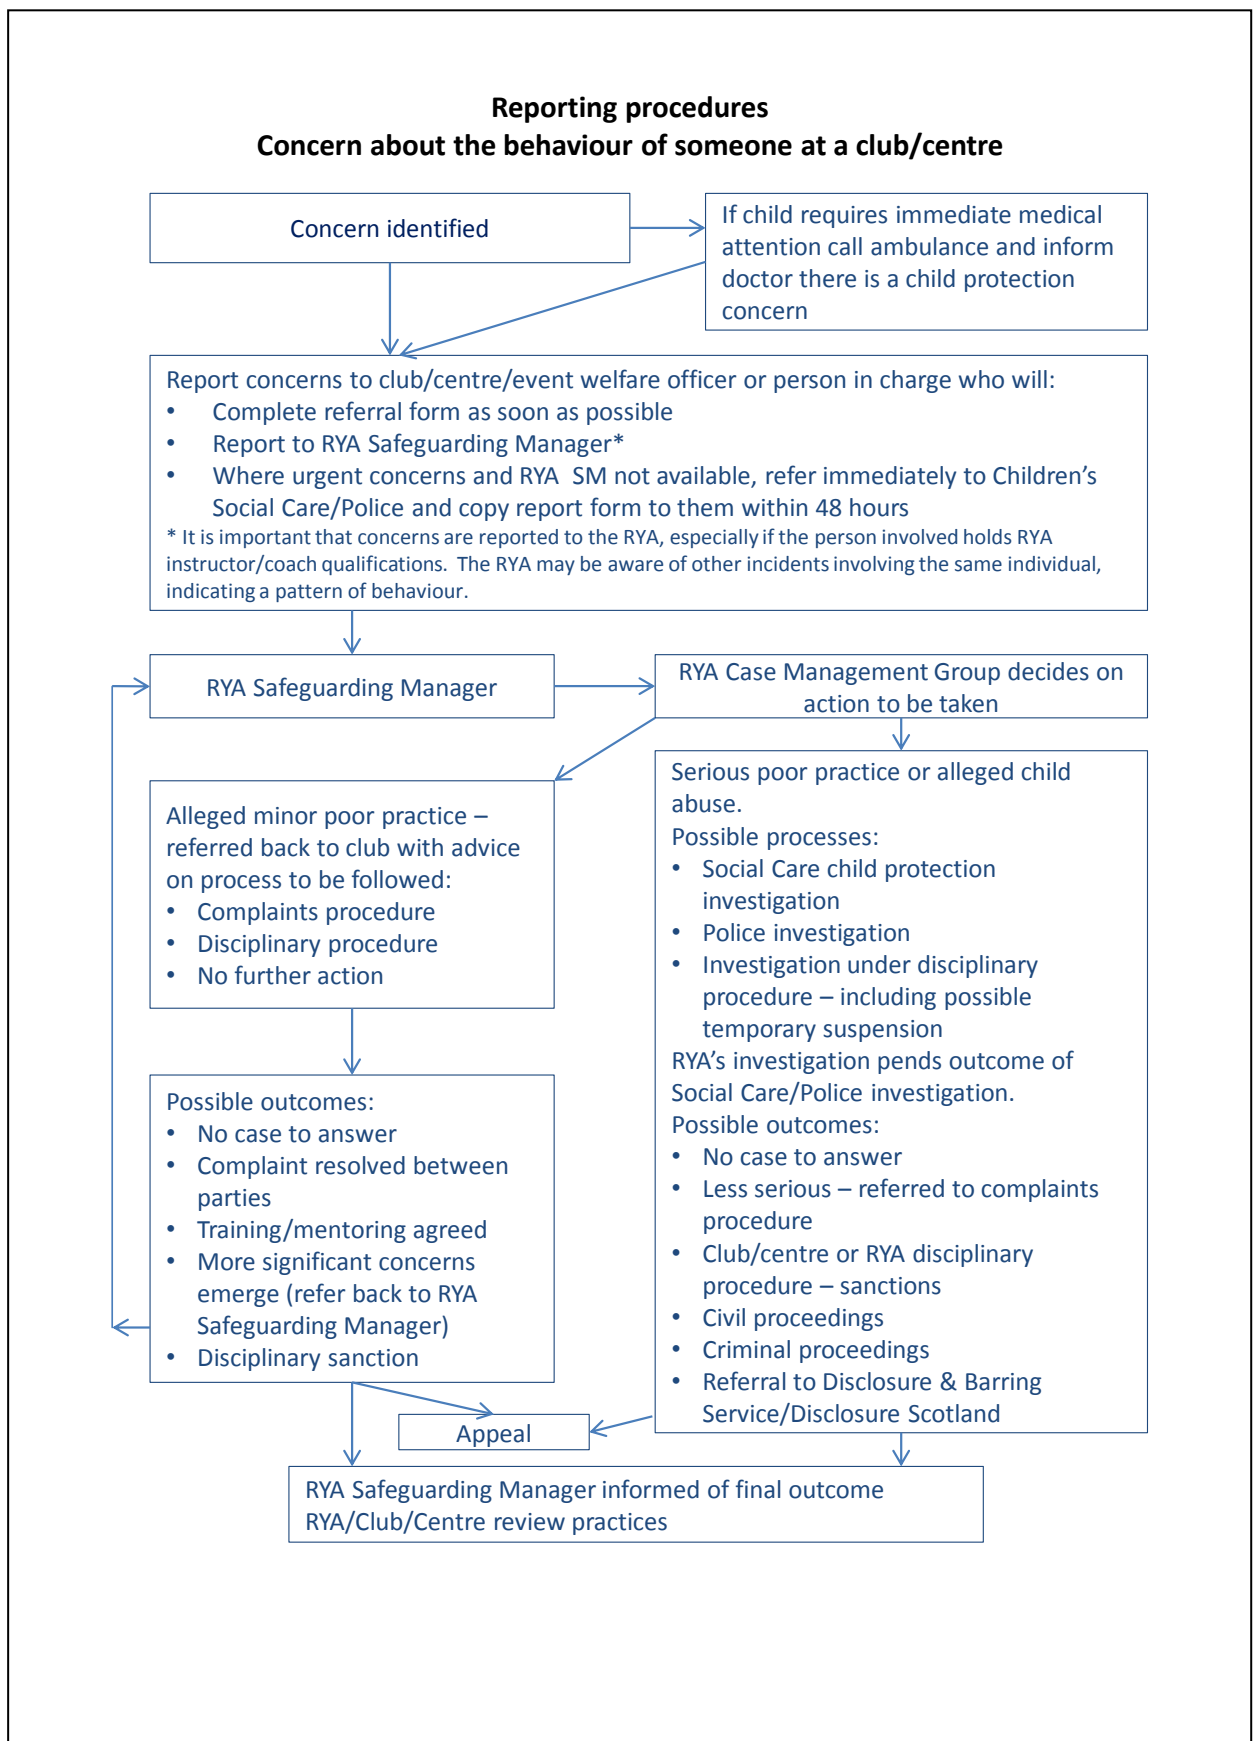 Reporting procedures
Concern about the behaviour of someone at a club/centre
Concern identified
If child requires immediate medical
attention call ambulance and inform
doctor there is a child protection
concern
Report concerns to club/centre/event welfare officer or person in charge who will:
• Complete referral form as soon as possible
• Report to RYA Safeguarding Manager*
• Where urgent concerns and RYA SM not available, refer immediately to Children's
Social Care/Police and copy report form to them within 48 hours
* It is important that concerns are reported to the RYA, especially if the person involved holds RYA
instructor/coach qualifications. The RYA may be aware of other incidents involving the same individual,
indicating a pattern of behaviour.
RYA Safeguarding Manager
RYA Case Management Group decides on
action to be taken
Alleged minor poor practice –
referred back to club with advice
on process to be followed:
• Complaints procedure
• Disciplinary procedure
• No further action
Serious poor practice or alleged child
abuse.
Possible processes:
• Social Care child protection
investigation
• Police investigation
• Investigation under disciplinary
procedure – including possible
temporary suspension
RYA's investigation pends outcome of
Social Care/Police investigation.
Possible outcomes:
• No case to answer
• Less serious – referred to complaints
procedure
• Club/centre or RYA disciplinary
procedure – sanctions
• Civil proceedings
• Criminal proceedings
• Referral to Disclosure & Barring
Service/Disclosure Scotland
Possible outcomes:
• No case to answer
• Complaint resolved between
parties
• Training/mentoring agreed
• More significant concerns
emerge (refer back to RYA
Safeguarding Manager)
• Disciplinary sanction
Appeal
RYA Safeguarding Manager informed of final outcome
RYA/Club/Centre review practices